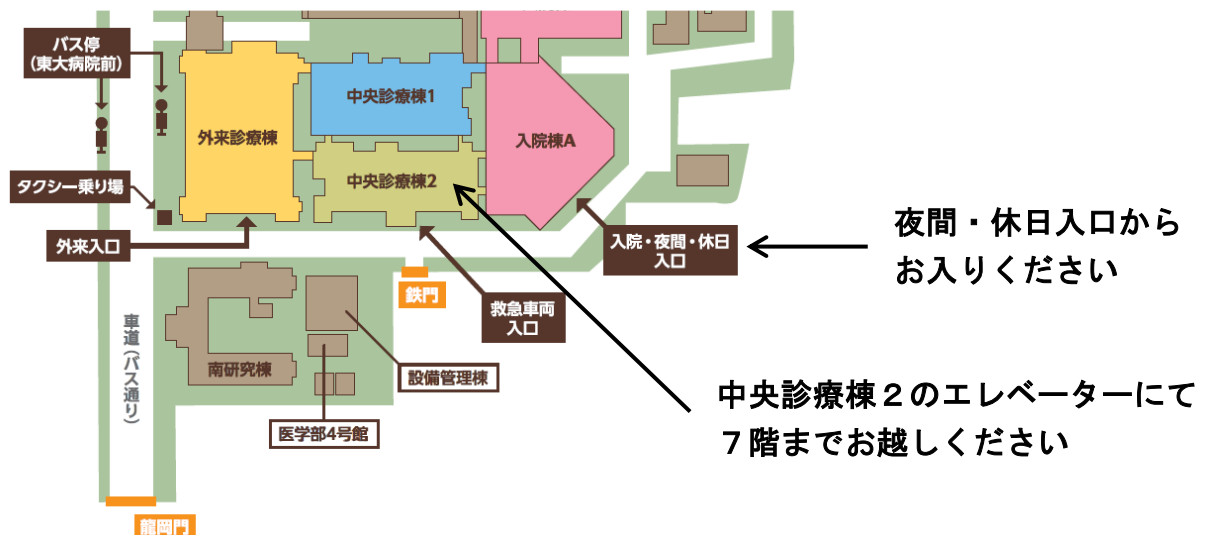 バス停
（東大病院前）
中央診療棟1
外来診療棟
入院棟A
中央診療棟2
タクシー乗り場
外来入口
入院・夜間・休日
入口
夜間・休日入口から
お入りください
鉄門
救急車両
入口
車道（バス通り）
南研究棟
設備管理棟
中央診療棟２のエレベーターにて
７階までお越しください
医学部4号館
龍岡門